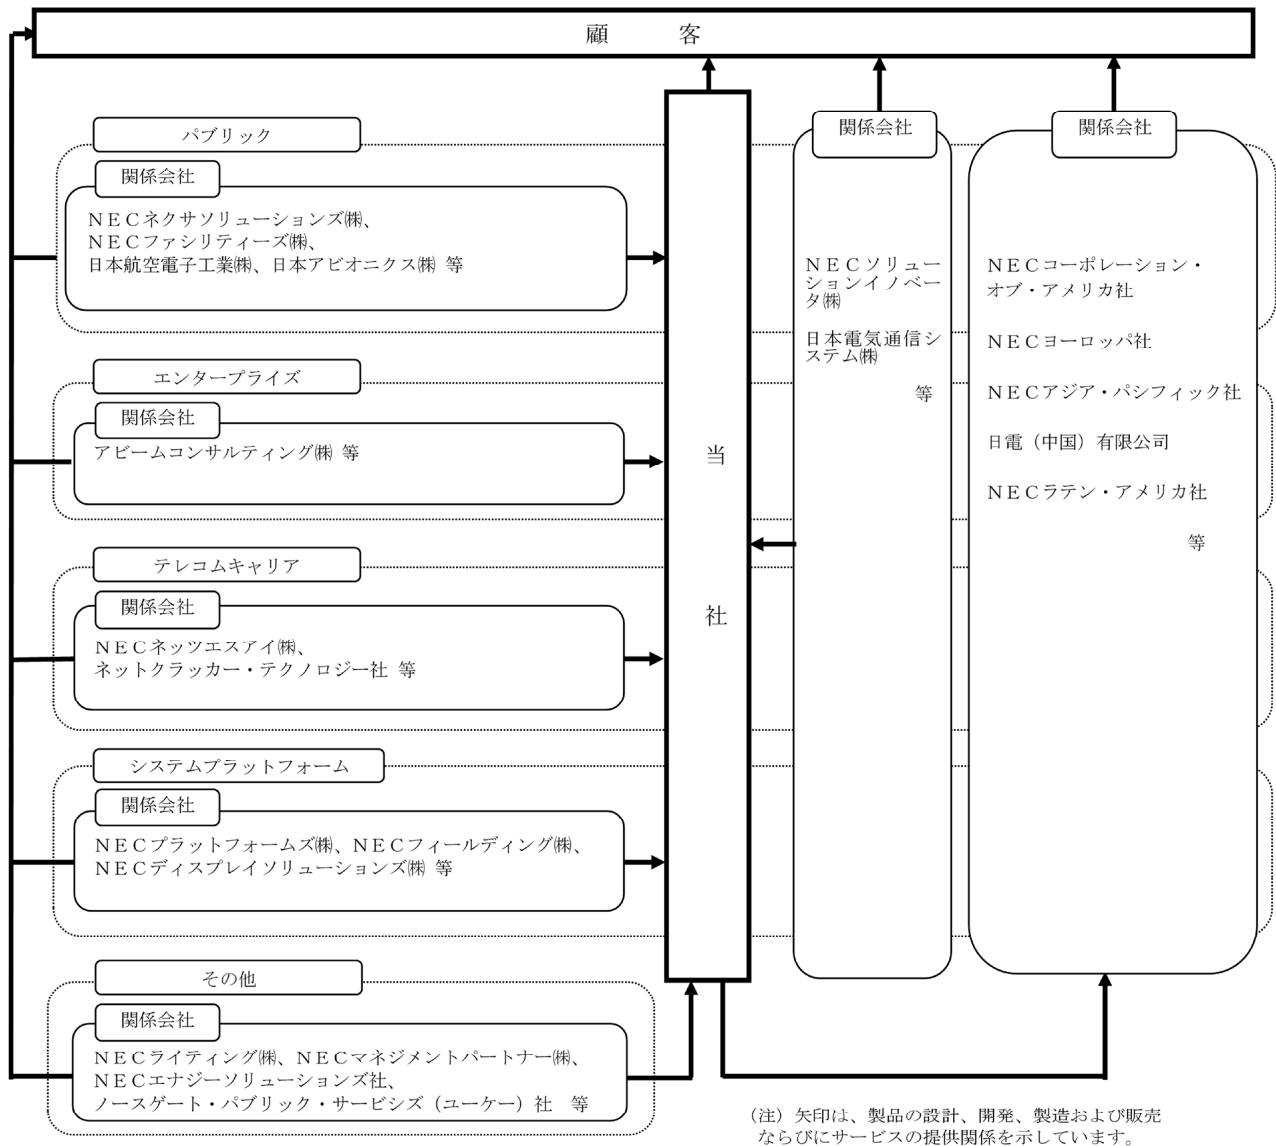 顧　　　客
パブリック
関係会社
ＮＥＣネクサソリューションズ㈱、
ＮＥＣファシリティーズ㈱、
日本航空電子工業㈱、日本アビオニクス㈱ 等
エンタープライズ
関係会社
アビームコンサルティング㈱ 等
テレコムキャリア
関係会社
ＮＥＣネッツエスアイ㈱、
ネットクラッカー・テクノロジー社 等
システムプラットフォーム
関係会社
ＮＥＣプラットフォームズ㈱、ＮＥＣフィールディング㈱、
ＮＥＣディスプレイソリューションズ㈱ 等
その他
関係会社
ＮＥＣライティング㈱、ＮＥＣマネジメントパートナー㈱、
ＮＥＣエナジーソリューションズ社、
ノースゲート・パブリック・サービシズ（ユーケー）社　等
当
社
関係会社
ＮＥＣソリュー
ションイノベー
タ㈱
日本電気通信シ
ステム㈱
等
関係会社
ＮＥＣコーポレーション・
オブ・アメリカ社
ＮＥＣヨーロッパ社
ＮＥＣアジア・パシフィック社
日電（中国）有限公司
ＮＥＣラテン・アメリカ社
等
（注）矢印は、製品の設計、開発、製造および販売
ならびにサービスの提供関係を示しています。